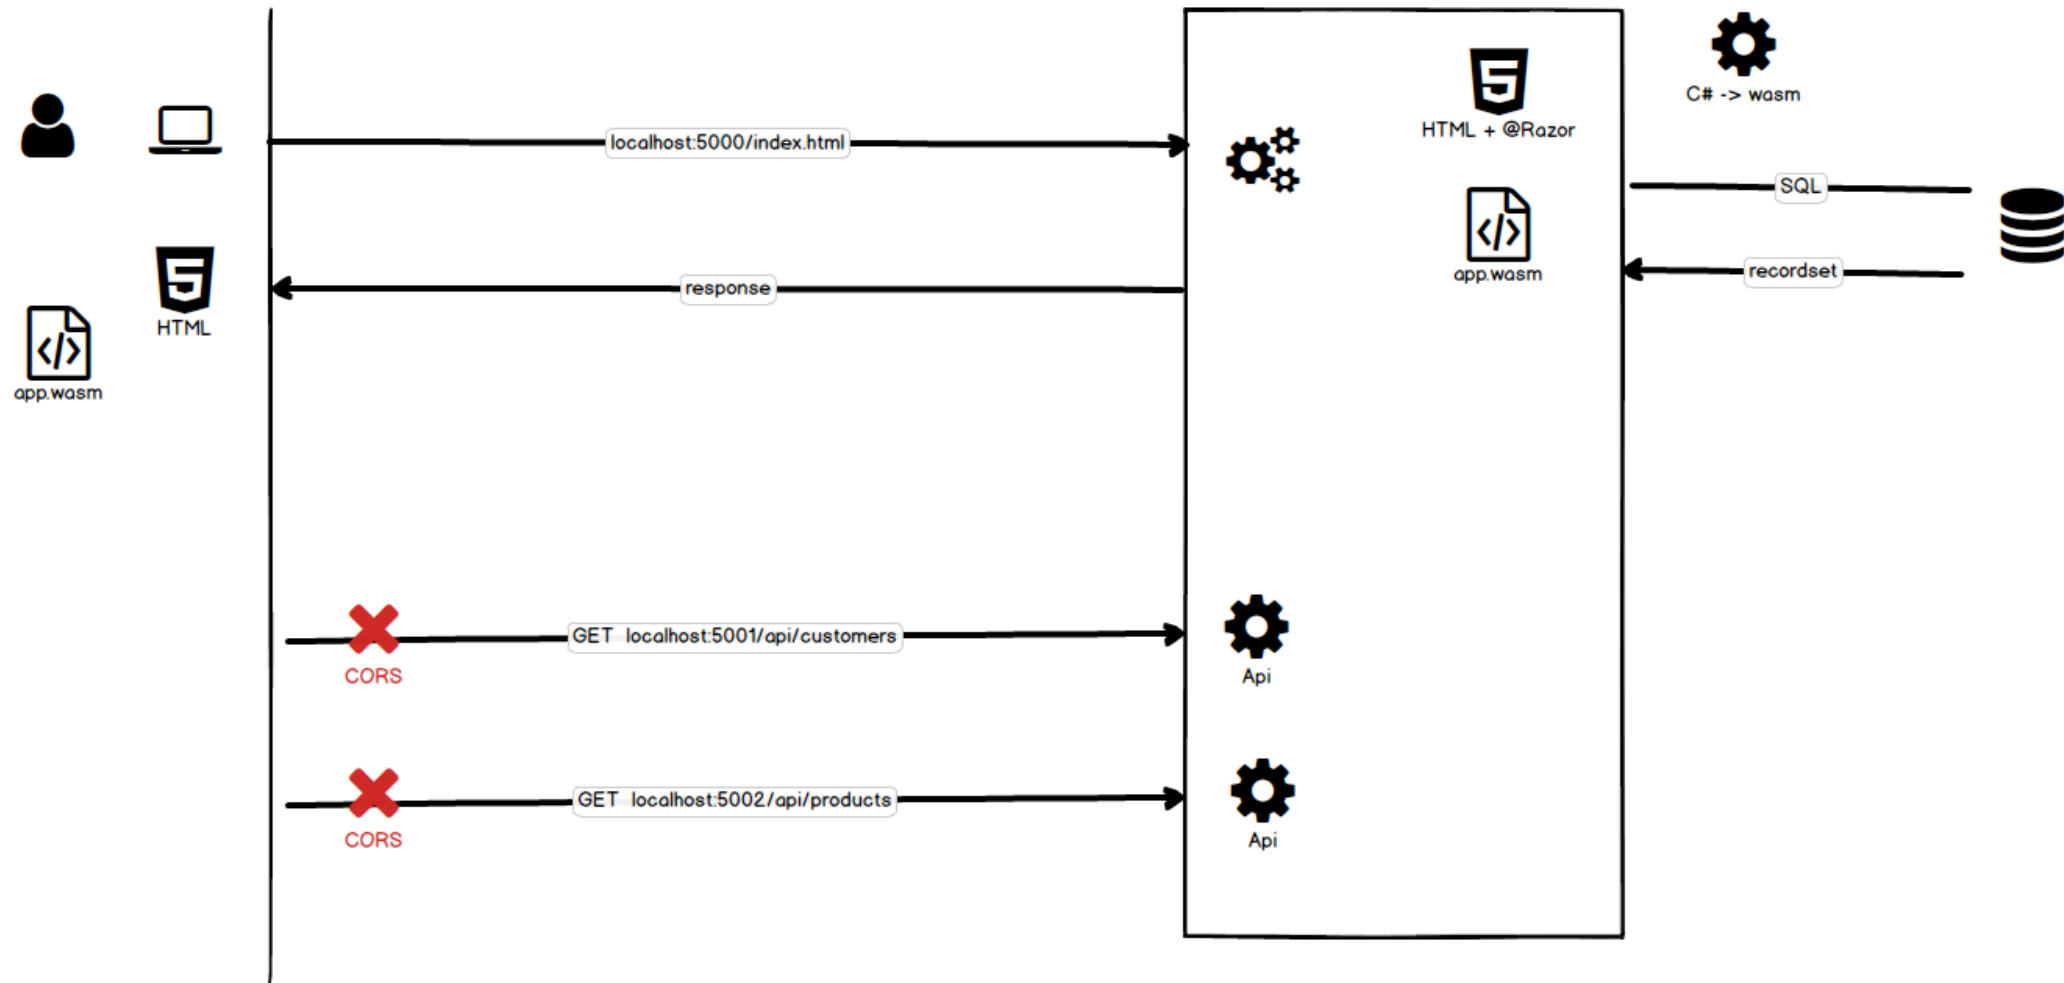 C# -> wasm
HTML + @Razor
localhost:5000/index.html
SQL
app.wasm
recordset
response
HTML
app.wasm
GET localhost:5001/api/customers
CORS
Api
GET localhost:5002/api/products
CORS
Api